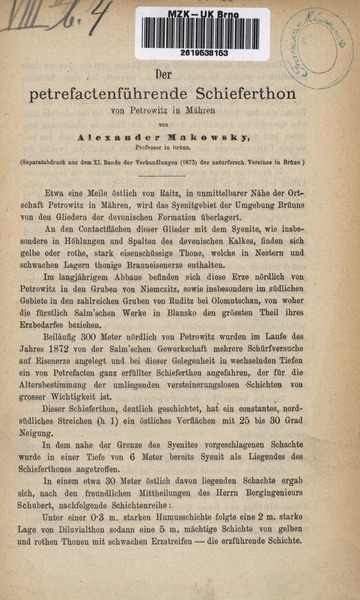 VIII b. 4
MZK – UK Brno
2619538153
Der
petrefactenführende Schieferthon
von Petrowitz in Mähren
von
Alexander Makowsky,
Professor in Brünn.
(Separatabdruck aus dem XI. Bande der Verhandlungen (1873) des naturforsch. Vereines in Brünn)
Etwa eine Meile östlich von Raitz, in unmittelbarer Nähe der Ort-
schaft Petrowitz in Mähren, wird das Syenitgebiet der Umgebung Brünns
von den Gliedern der devonischen Formation überlagert.
An den Contactflächen dieser Glieder mit dem Syenite, wie insbe-
sondere in Höhlungen und Spalten des devonischen Kalkes, finden sich
gelbe oder rothe, stark eisenschüssige Thone, welche in Nestern und
schwachen Lagern thonige Brauneisenerze enthalten.
Im langjährigem Abbaue befinden sich diese Erze nördlich von
Petrowitz in den Gruben von Niemczitz, sowie insbesondere im südlichen
Gebiete in den zahlreichen Gruben von Ruditz bei Olomutschan, von woher
die fürstlich Salm'schen Werke in Blansko den grössten Theil ihres
Erzbedarfes beziehen.
Beiläufig 300 Meter nördlich von Petrowitz wurden im Laufe des
Jahres 1872 von der Salm'schen Gewerkschaft mehrere Schürfversuche
auf Eisenerze angelegt und bei dieser Gelegenheit in wechselnden Tiefen
ein von Petrefacten ganz erfüllter Schieferthon angefahren, der für die
Altersbestimmung der umliegenden versteinerungslosen Schichten von
grosser Wichtigkeit ist.
Dieser Schieferthon, deutlich geschichtet, hat ein constantes, nord-
südliches Streichen (h 1) ein östliches Verflächen mit 25 bis 30 Grad
Neigung.
In dem nahe der Grenze des Syenites vorgeschlagenen Schachte
wurde in einer Tiefe von 6 Meter bereits Syenit als Liegendes des
Schieferthones angetroffen.
In einem etwa 30 Meter östlich davon liegenden Schachte ergab
sich, nach den freundlichen Mittheilungen des Herrn Bergingenieurs
Schubert, nachfolgende Schichtenreihe:
Unter einer 0·3 m. starken Humusschichte folgte eine 2 m. starke
Lage von Diluvialthon sodann eine 5 m. mächtige Schichte von gelben
und rothen Thonen mit schwachen Erzstreifen — die erzführende Schichte.